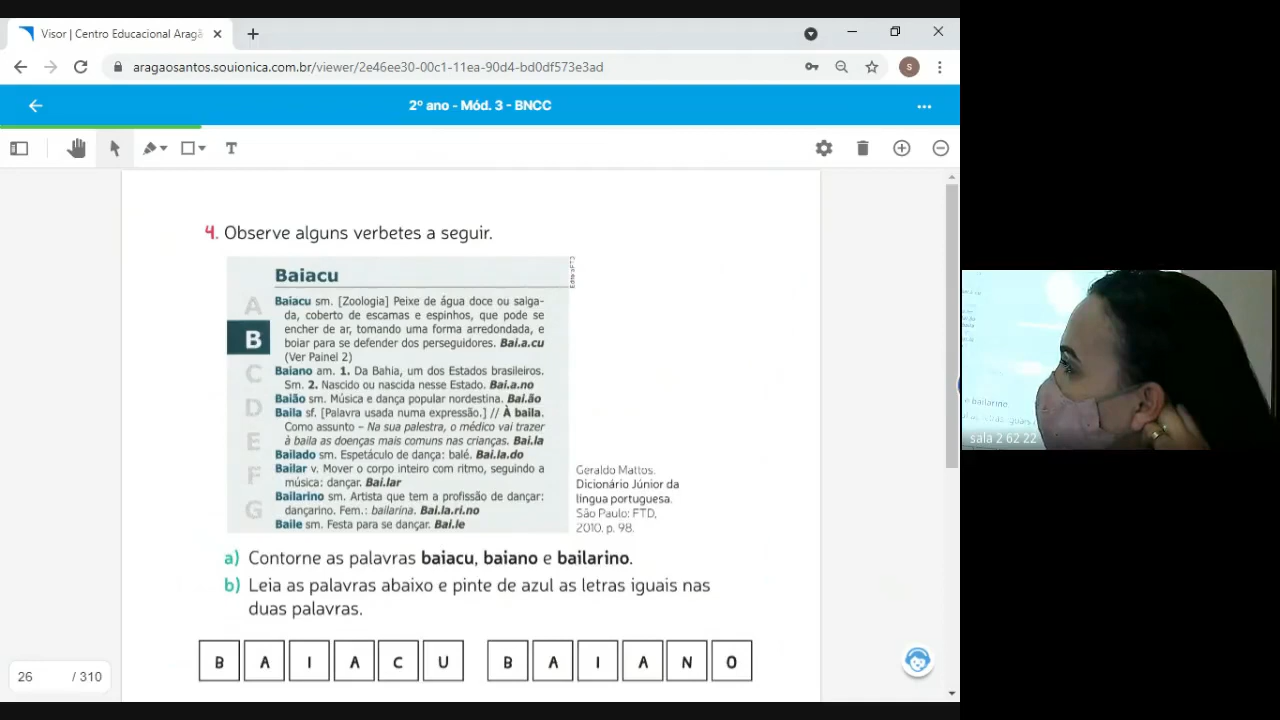 Visor | Centro Educacional Aragã
aragaosantos.souionica.com.br/viewer/2e46ee30-00c1-11ea-90d4-bd0df573e3ad
S
2º ano - Mód. 3 - BNCC
T
4. Observe alguns verbetes a seguir.
Baiacu
A
B
C
D
E
F
G
Baiacu sm. [Zoologia] Peixe de água doce ou salga-
da, coberto de escamas e espinhos, que pode se
encher de ar, tomando uma forma arredondada, e
boiar para se defender dos perseguidores. Bai.a.cu
(Ver Painel 2)
Baiano am. 1. Da Bahia, um dos Estados brasileiros.
Sm. 2. Nascido ou nascida nesse Estado. Bai.a.no
Baião sm. Música e dança popular nordestina. Bai.ão
Baila sf. [Palavra usada numa expressão.] // À baila.
Como assunto – Na sua palestra, o médico vai trazer
à baila as doenças mais comuns nas crianças. Bai.la
Bailado sm. Espetáculo de dança: balé. Bai.la.do
Bailar v. Mover o corpo inteiro com ritmo, seguindo a
música: dançar. Bai.lar
Bailarino sm. Artista que tem a profissão de dançar:
dançarino. Fem.: bailarina. Bai.la.ri.no
Baile sm. Festa para se dançar. Bai.le
Editora FTD
Geraldo Mattos.
Dicionário Júnior da
língua portuguesa.
São Paulo: FTD,
2010. p. 98.
a) Contorne as palavras baiacu, baiano e bailarino.
b) Leia as palavras abaixo e pinte de azul as letras iguais nas
duas palavras.
B A I A C U B A I A N O
26 / 310
sala 2 62 22